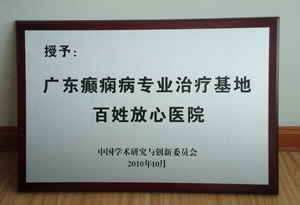 授予：
广东癫痫病专业治疗基地
百姓放心医院
中国学术研究与创新委员会
2010年10月